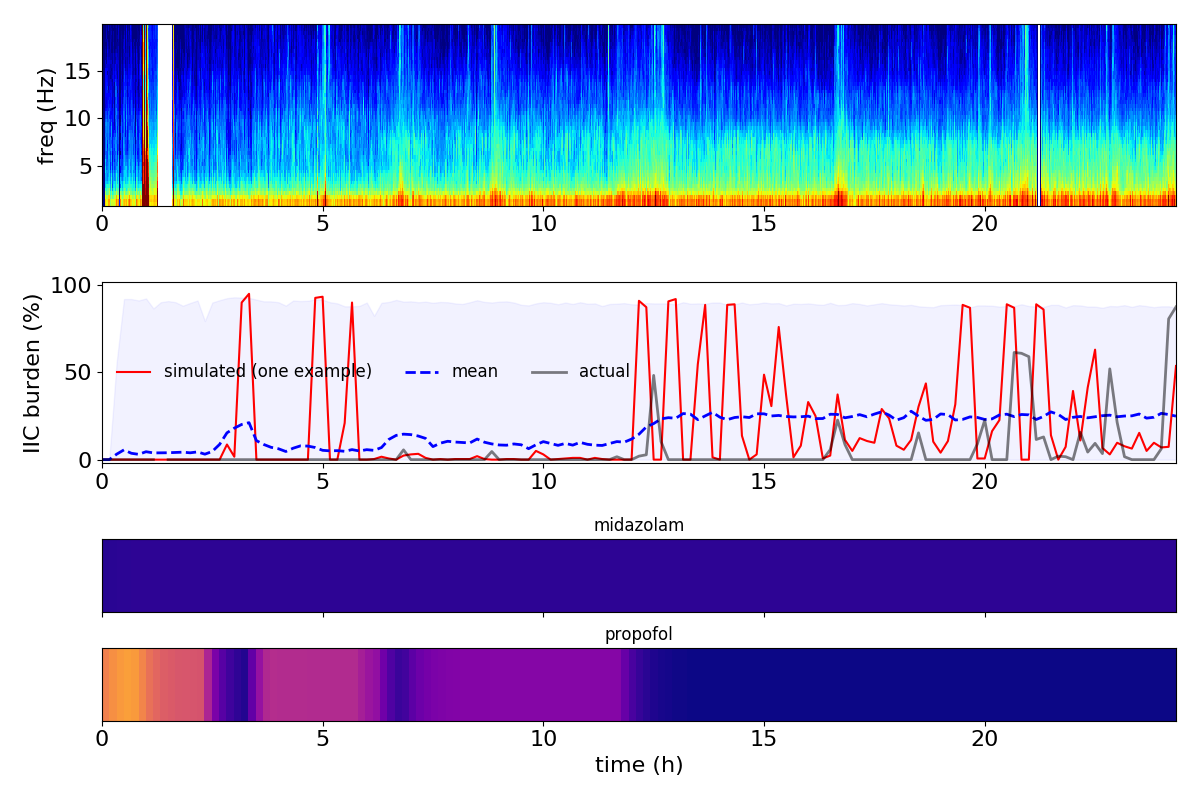 freq (Hz)
15
10
5
0 5 10 15 20
IIC burden (%)
100
50
0
simulated (one example) mean actual
0 5 10 15 20
midazolam
propofol
0 5 10 15 20
time (h)